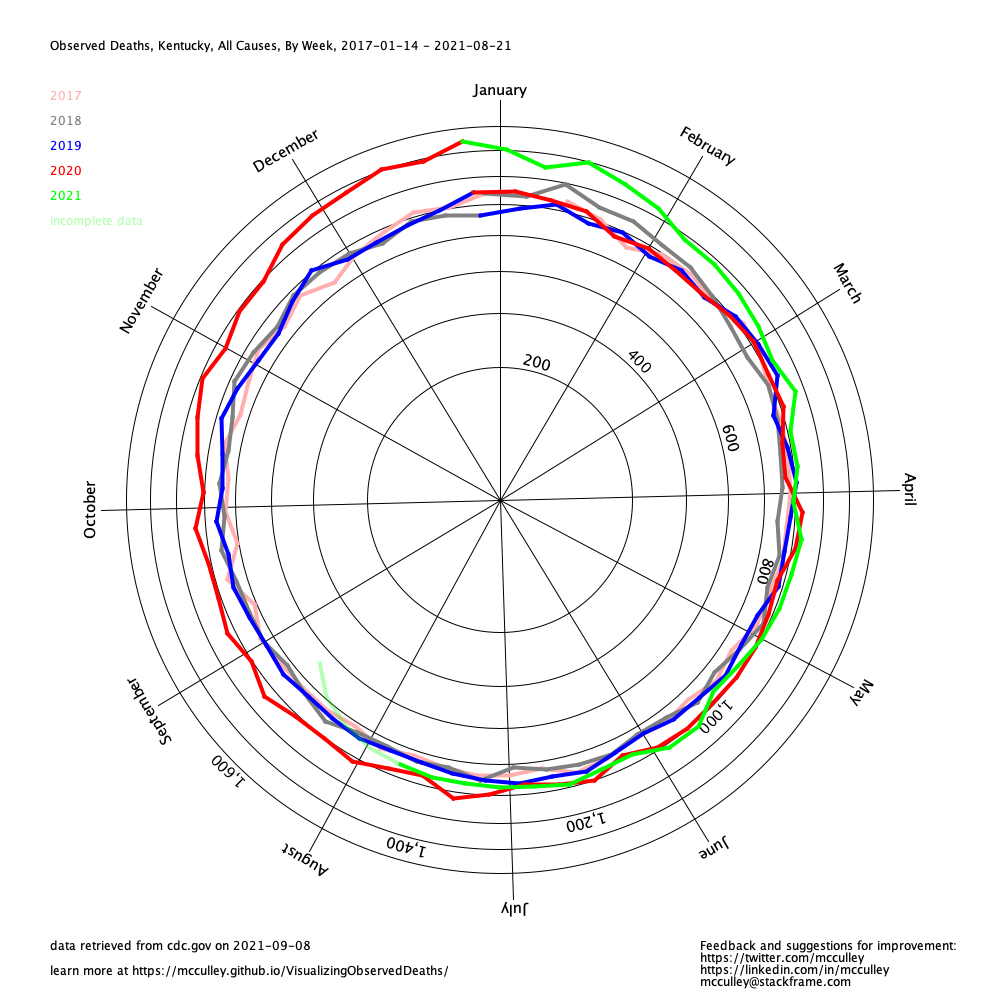 Observed Deaths, Kentucky, All Causes, By Week, 2017-01-14 - 2021-08-21
2017
2018
2019
2020
2021
incomplete data
January
February
March
April
May
June
July
August
September
October
November
December
200
400
600
800
1,000
1,200
1,400
1,600
data retrieved from cdc.gov on 2021-09-08
learn more at https://mcculley.github.io/VisualizingObservedDeaths/
Feedback and suggestions for improvement:
https://twitter.com/mcculley
https://linkedin.com/in/mcculley
mcculley@stackframe.com